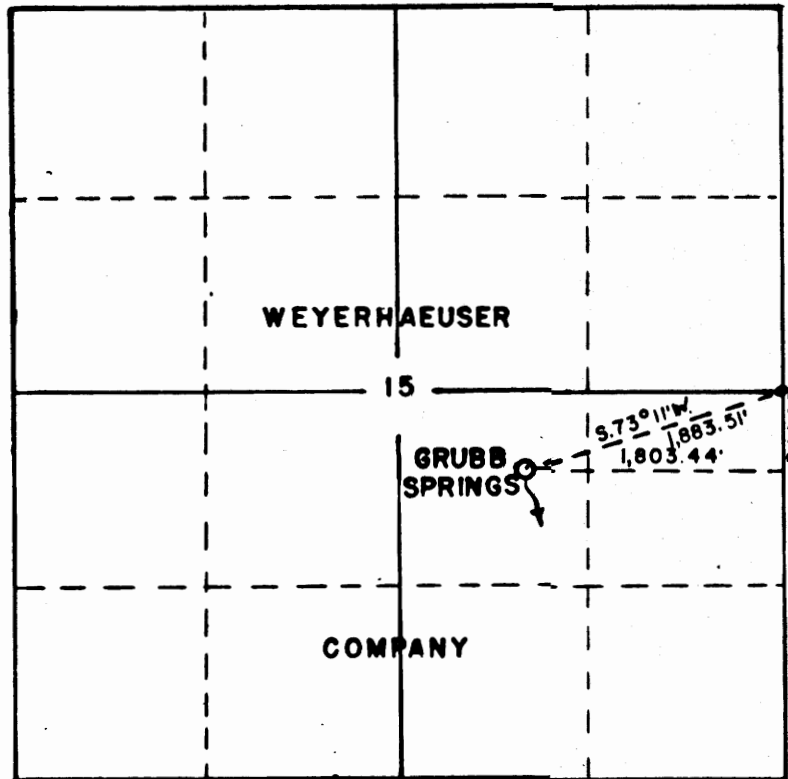 WEYERHAEUSER
15
S.73°11'W.
1,883.51'
1,803.44'
GRUBB
SPRINGS
COMPANY